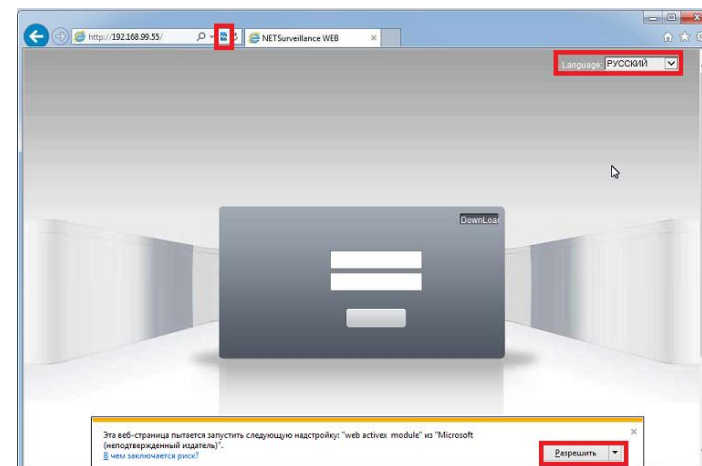 http://192.168.99.55/
NETSurveillance WEB
Language: РУССКИЙ
DownLoad
Эта веб-страница пытается запустить следующую надстройку: "web activex module" из "Microsoft
(неподтвержденный издатель)".
В чем заключается риск?
Разрешить